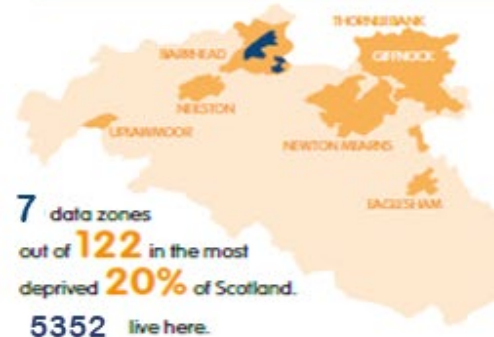 THORNLIEBANK
BARRHEAD
GIFFNOCK
NEILSTON
UPLAWMOOR
NEWTON MEARNS
EAGLESHAM
7 data zones
out of 122 in the most
deprived 20% of Scotland.
5352 live here.